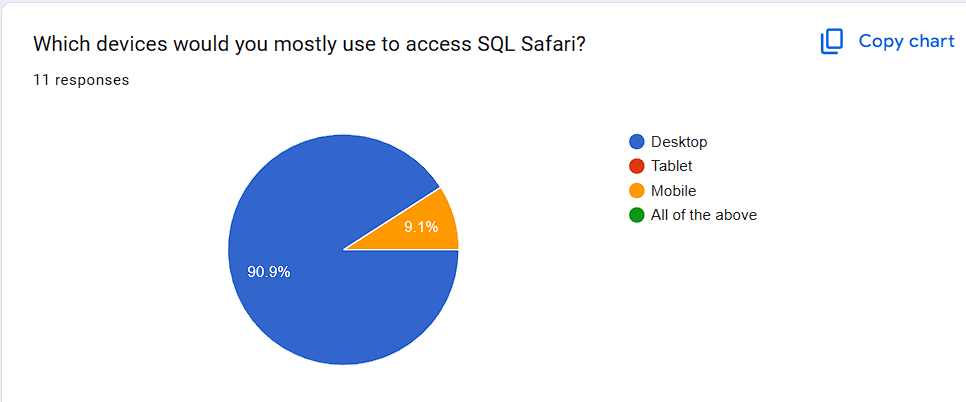 Which devices would you mostly use to access SQL Safari?
Copy chart
11 responses
Desktop
Tablet
Mobile
All of the above
9.1%
90.9%